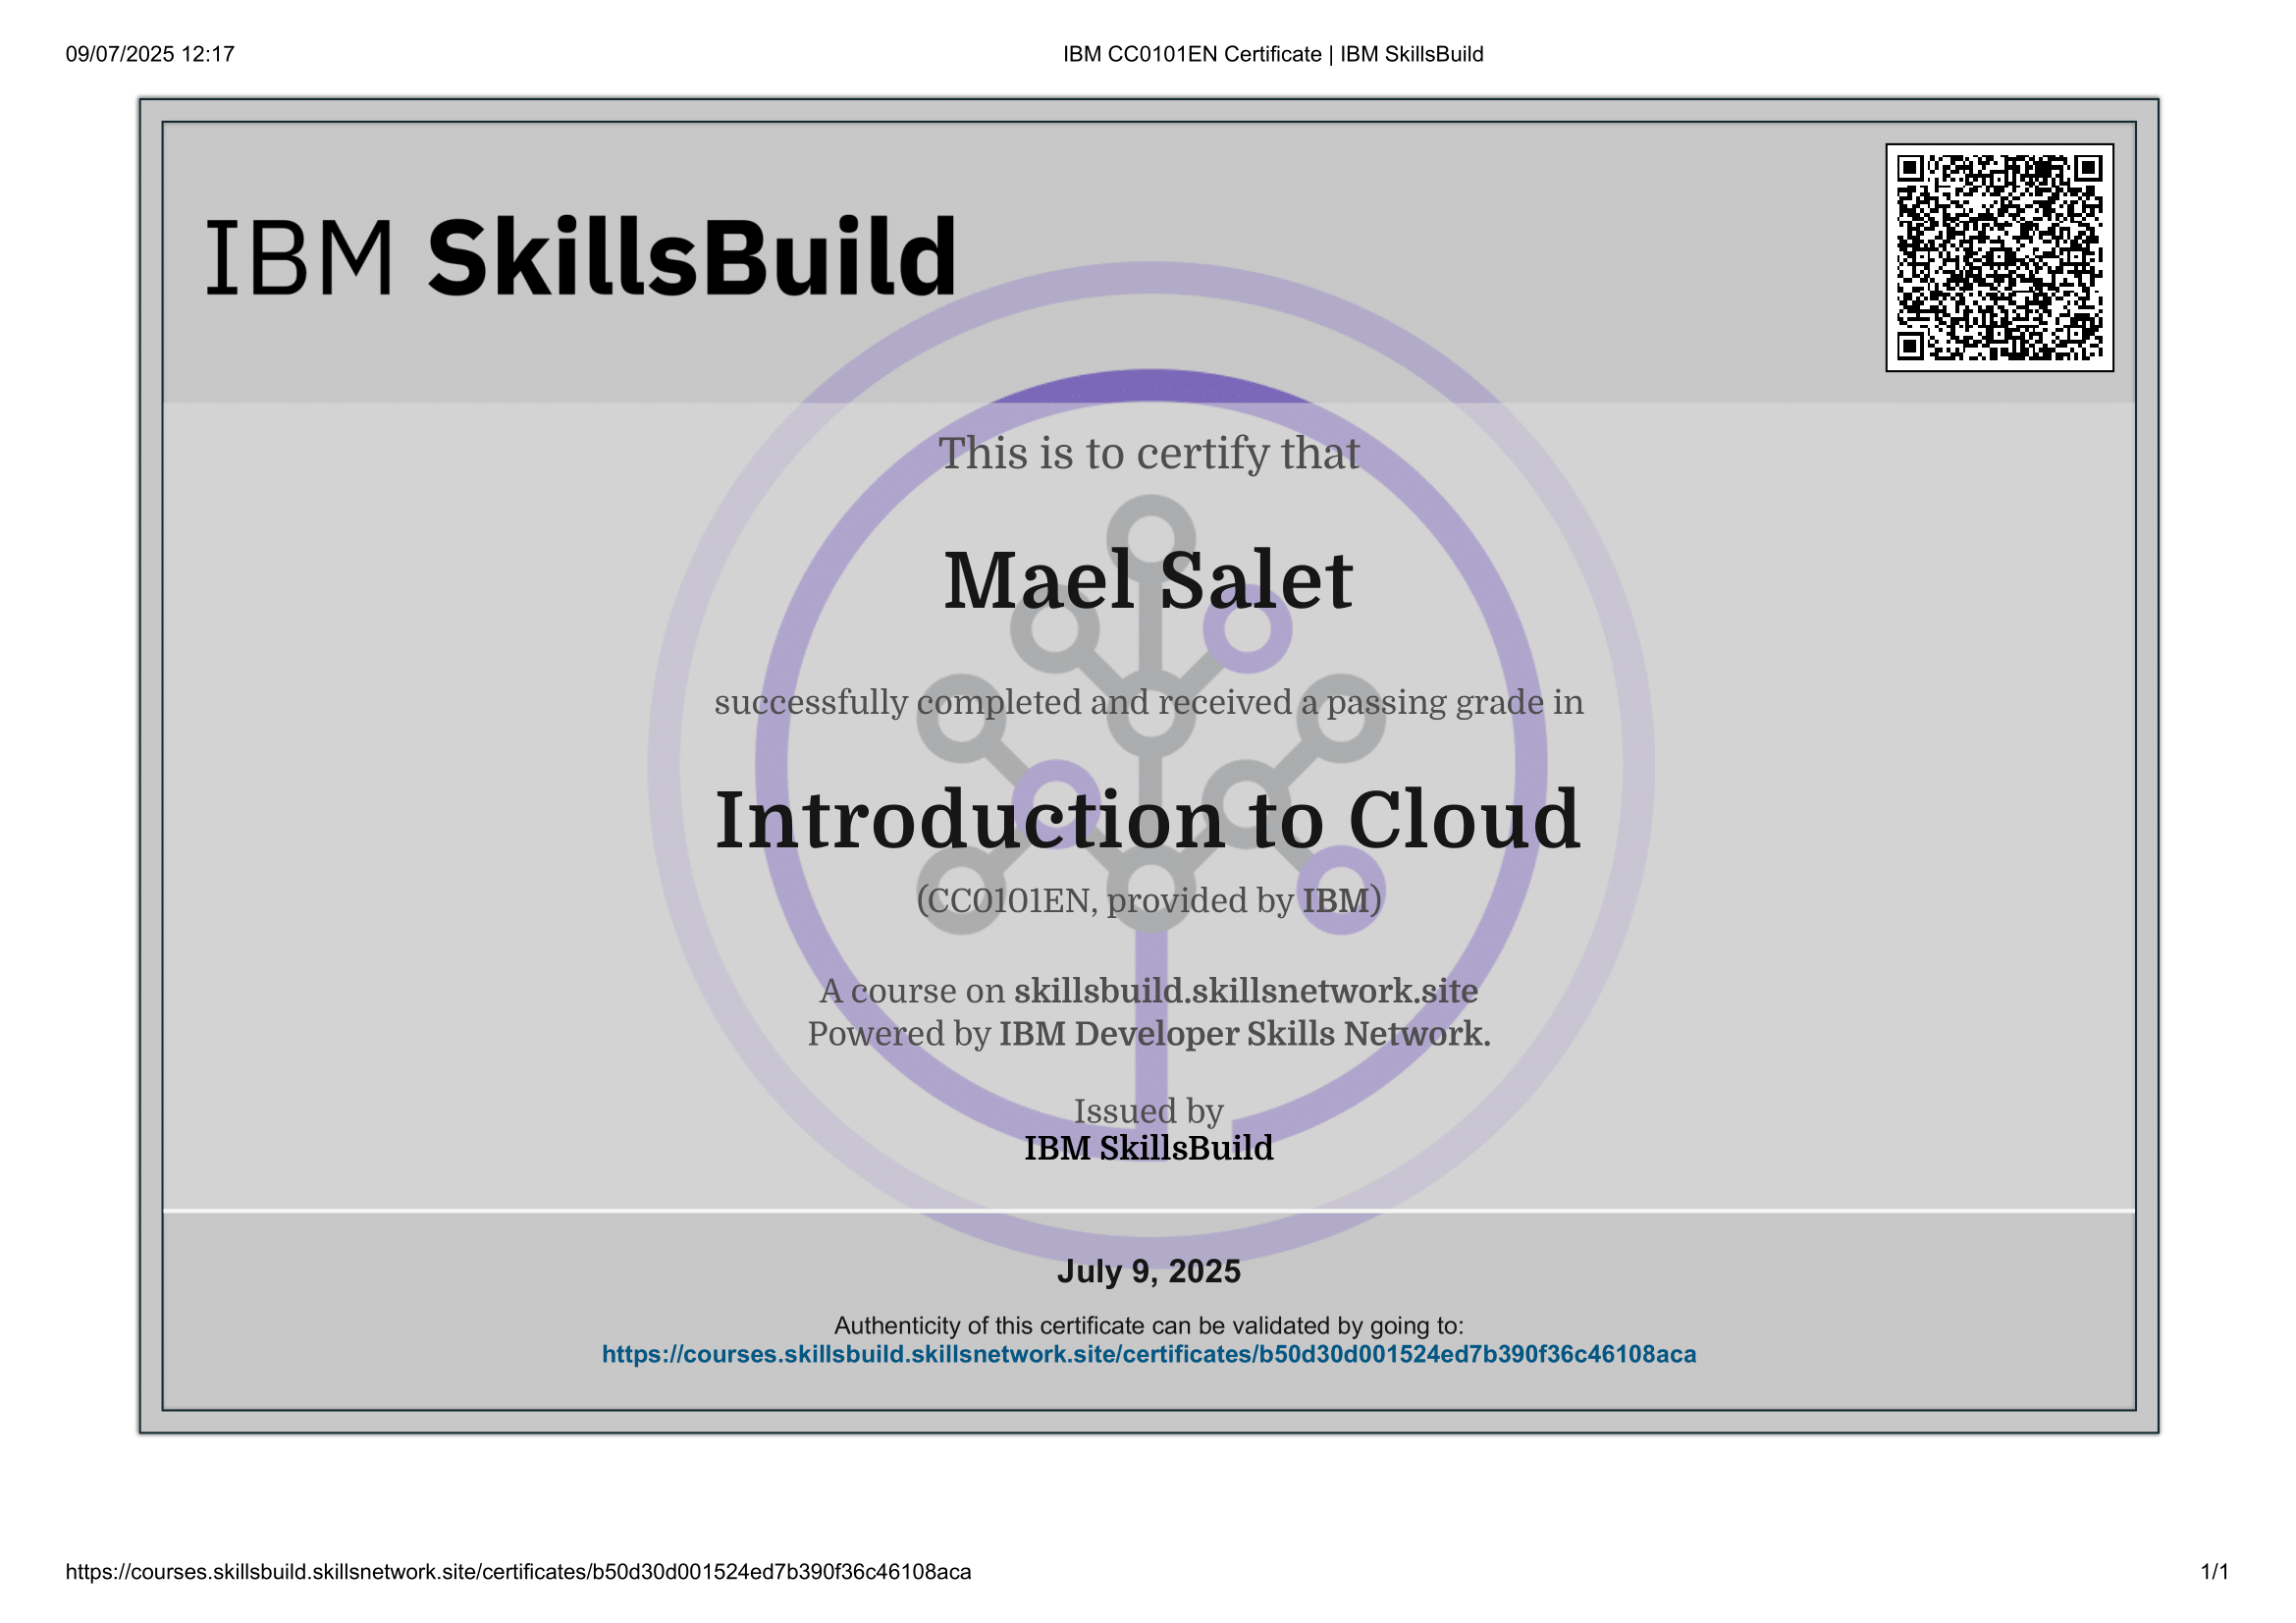 09/07/2025 12:17
IBM CC0101EN Certificate | IBM SkillsBuild
IBM SkillsBuild
This is to certify that
Mael Salet
successfully completed and received a passing grade in
Introduction to Cloud
(CC0101EN, provided by IBM)
A course on skillsbuild.skillsnetwork.site
Powered by IBM Developer Skills Network.
Issued by
IBM SkillsBuild
July 9, 2025
Authenticity of this certificate can be validated by going to:
https://courses.skillsbuild.skillsnetwork.site/certificates/b50d30d001524ed7b390f36c46108aca
https://courses.skillsbuild.skillsnetwork.site/certificates/b50d30d001524ed7b390f36c46108aca
1/1